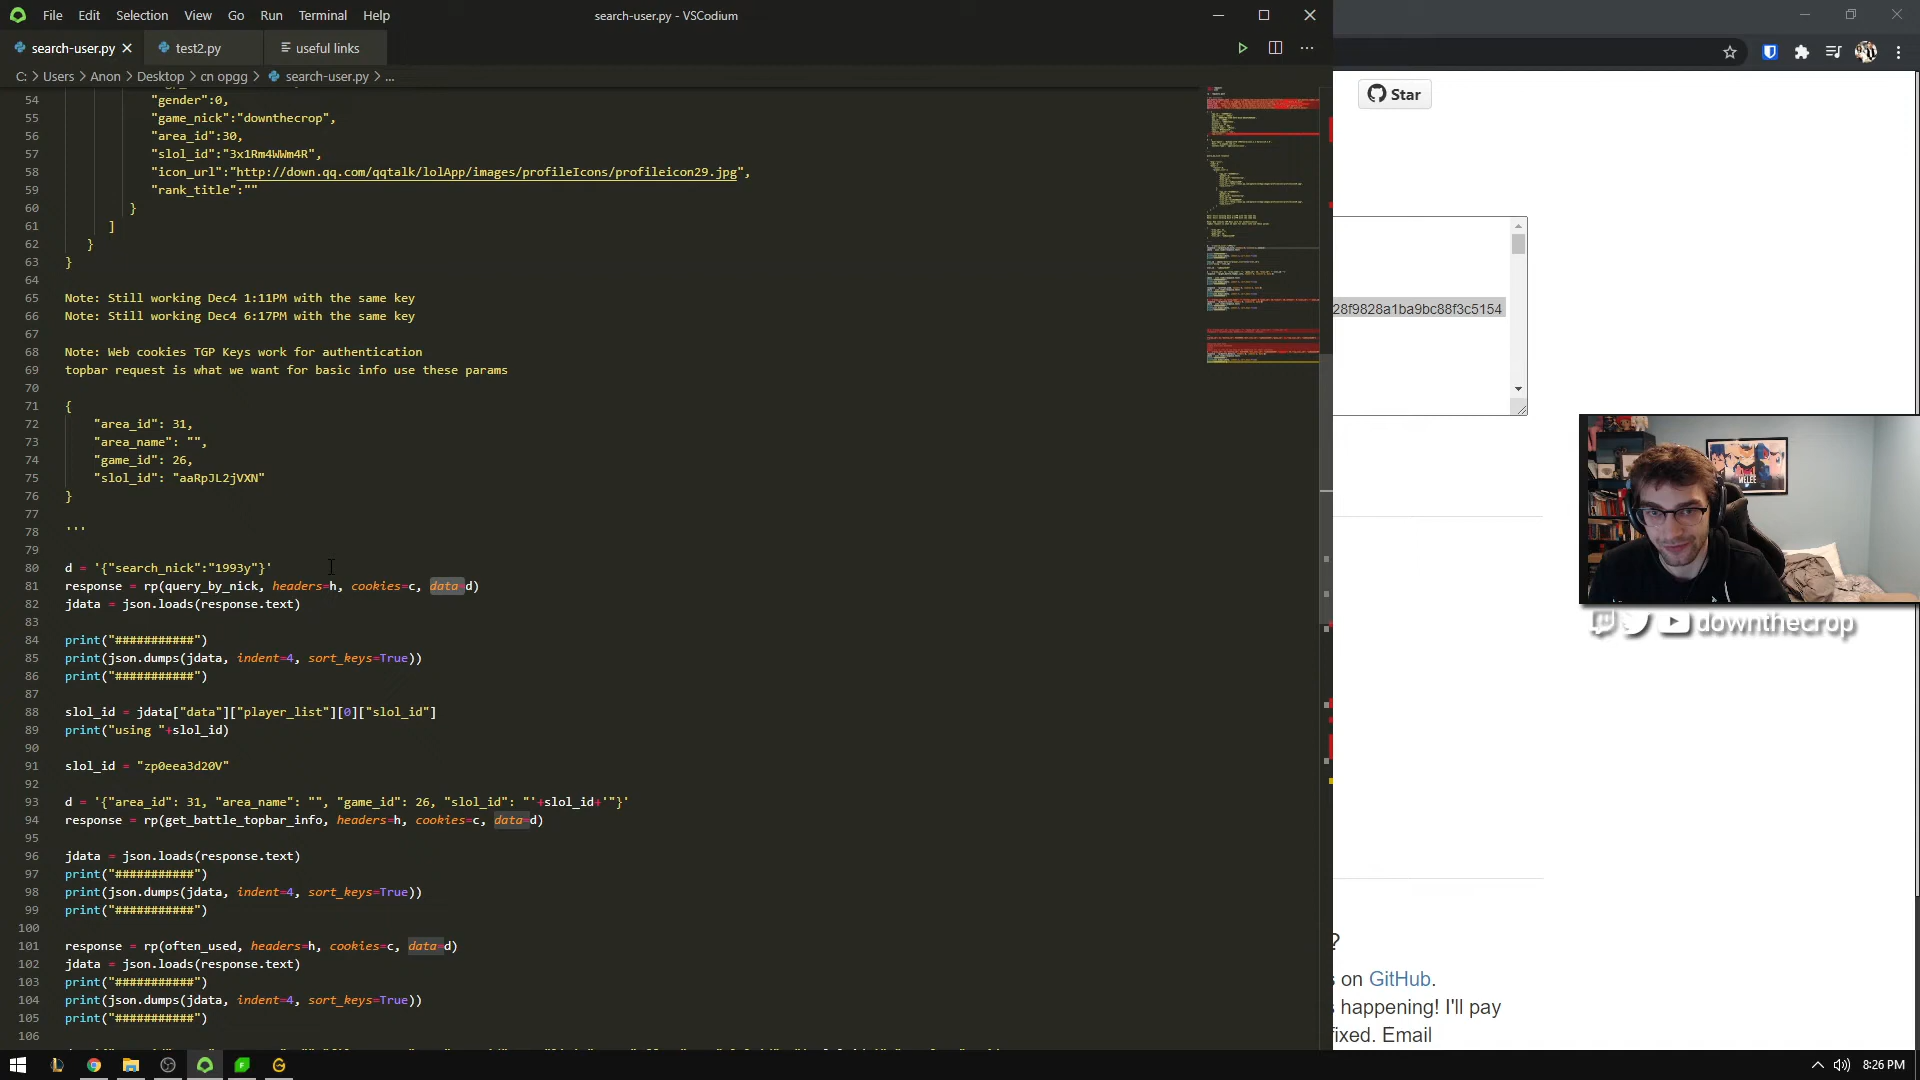 File Edit Selection View Go Run Terminal Help
search-user.py - VSCodium
search-user.py
test2.py
useful links
C: > Users > Anon > Desktop > cn opgg > search-user.py > ...
54 "gender":0,
55 "game_nick":"downthecrop",
56 "area_id":30,
57 "slol_id":"3x1Rm4WWm4R",
58 "icon_url":"http://down.qq.com/qqtalk/lolApp/images/profileIcons/profileicon29.jpg",
59 "rank_title":""
60 }
61 ]
62 }
63 }
64
65 Note: Still working Dec4 1:11PM with the same key
66 Note: Still working Dec4 6:17PM with the same key
67
68 Note: Web cookies TGP Keys work for authentication
69 topbar request is what we want for basic info use these params
70
71 {
72 "area_id": 31,
73 "area_name": "",
74 "game_id": 26,
75 "slol_id": "aaRpJL2jVXN"
76 }
77
78 '''
79
80 d = '{"search_nick":"1993y"}'
81 response = rp(query_by_nick, headers=h, cookies=c, data=d)
82 jdata = json.loads(response.text)
83
84 print("###########")
85 print(json.dumps(jdata, indent=4, sort_keys=True))
86 print("###########")
87
88 slol_id = jdata["data"]["player_list"][0]["slol_id"]
89 print("using "+slol_id)
90
91 slol_id = "zp0eea3d20V"
92
93 d = '{"area_id": 31, "area_name": "", "game_id": 26, "slol_id": "'+slol_id+'"}'
94 response = rp(get_battle_topbar_info, headers=h, cookies=c, data=d)
95
96 jdata = json.loads(response.text)
97 print("###########")
98 print(json.dumps(jdata, indent=4, sort_keys=True))
99 print("###########")
100
101 response = rp(often_used, headers=h, cookies=c, data=d)
102 jdata = json.loads(response.text)
103 print("###########")
104 print(json.dumps(jdata, indent=4, sort_keys=True))
105 print("###########")
106
Star
28f9828a1ba9bc88f3c5154
MELEE
downthecrop
?
s on GitHub.
happening! I'll pay
fixed. Email
8:26 PM